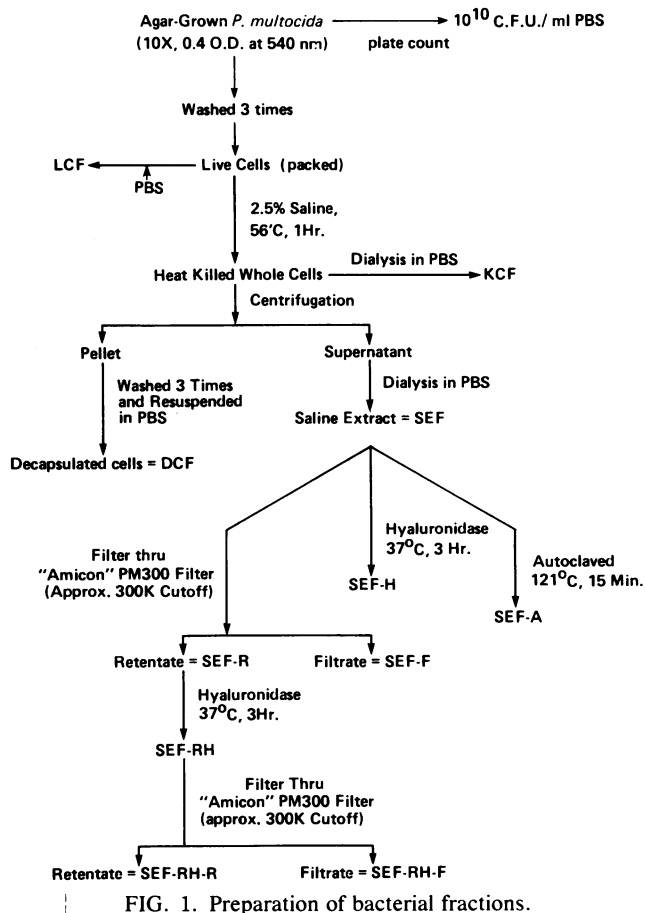 Agar-Grown P. multocida
10^10 C.F.U./ ml PBS
(10X, 0.4 O.D. at 540 nm)
plate count
Washed 3 times
LCF
Live Cells (packed)
PBS
2.5% Saline,
56'C, 1Hr.
Dialysis in PBS
Heat Killed Whole Cells
KCF
Centrifugation
Pellet
Supernatant
Washed 3 Times
and Resuspended
in PBS
Dialysis in PBS
Saline Extract = SEF
Decapsulated cells = DCF
Filter thru
"Amicon" PM300 Filter
(Approx. 300K Cutoff)
Hyaluronidase
37°C, 3 Hr.
SEF-H
Autoclaved
121°C, 15 Min.
SEF-A
Retentate = SEF-R
Filtrate = SEF-F
Hyaluronidase
37°C, 3Hr.
SEF-RH
Filter Thru
"Amicon" PM300 Filter
(approx. 300K Cutoff)
Retentate = SEF-RH-R
Filtrate = SEF-RH-F
FIG. 1. Preparation of bacterial fractions.